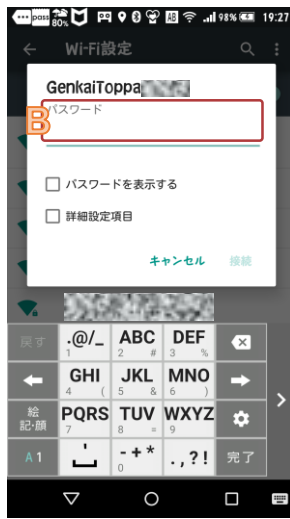 pass 80% AB 98% 19:27
Wi-Fi設定
GenkaiToppa
パスワード
B
パスワードを表示する
詳細設定項目
キャンセル 接続
戻す .@/_ 1 ABC 2 # DEF 3 %
GHI 4 ( JKL 5 & MNO 6 )
絵記・顔 PQRS 7 TUV 8 = WXYZ 9
A1 ' - + * 0 . , ? ! 完了